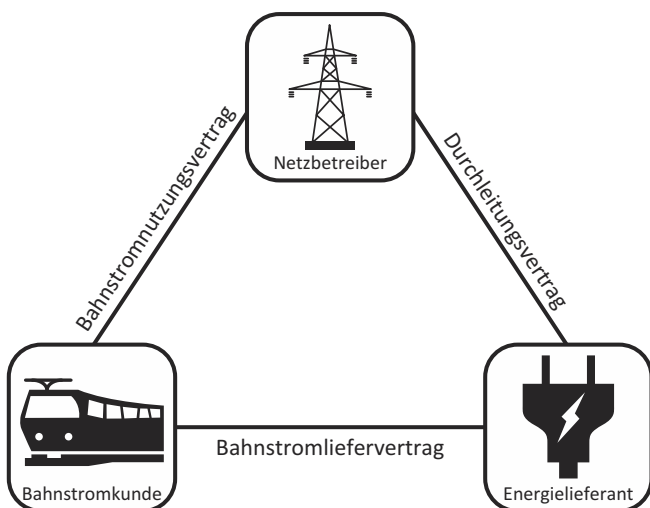 Netzbetreiber
Bahnstromnutzungsvertrag
Durchleitungsvertrag
Bahnstromliefervertrag
Bahnstromkunde
Energielieferant